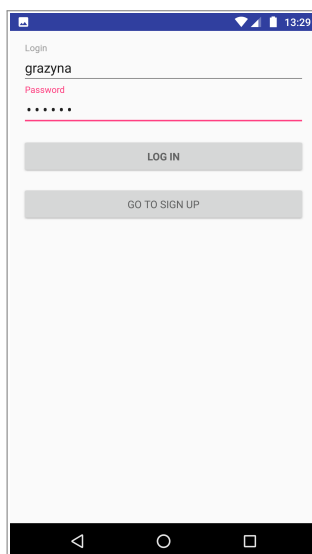 13:29
Login
grazyna
Password
••••••
LOG IN
GO TO SIGN UP